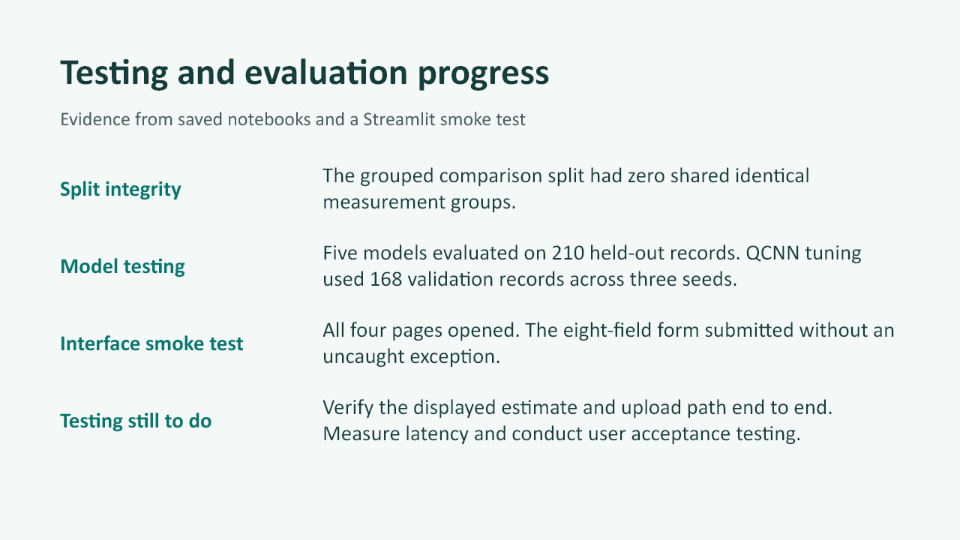 Testing and evaluation progress
Evidence from saved notebooks and a Streamlit smoke test
Split integrity
The grouped comparison split had zero shared identical
measurement groups.
Model testing
Five models evaluated on 210 held-out records. QCNN tuning
used 168 validation records across three seeds.
Interface smoke test
All four pages opened. The eight-field form submitted without an
uncaught exception.
Testing still to do
Verify the displayed estimate and upload path end to end.
Measure latency and conduct user acceptance testing.